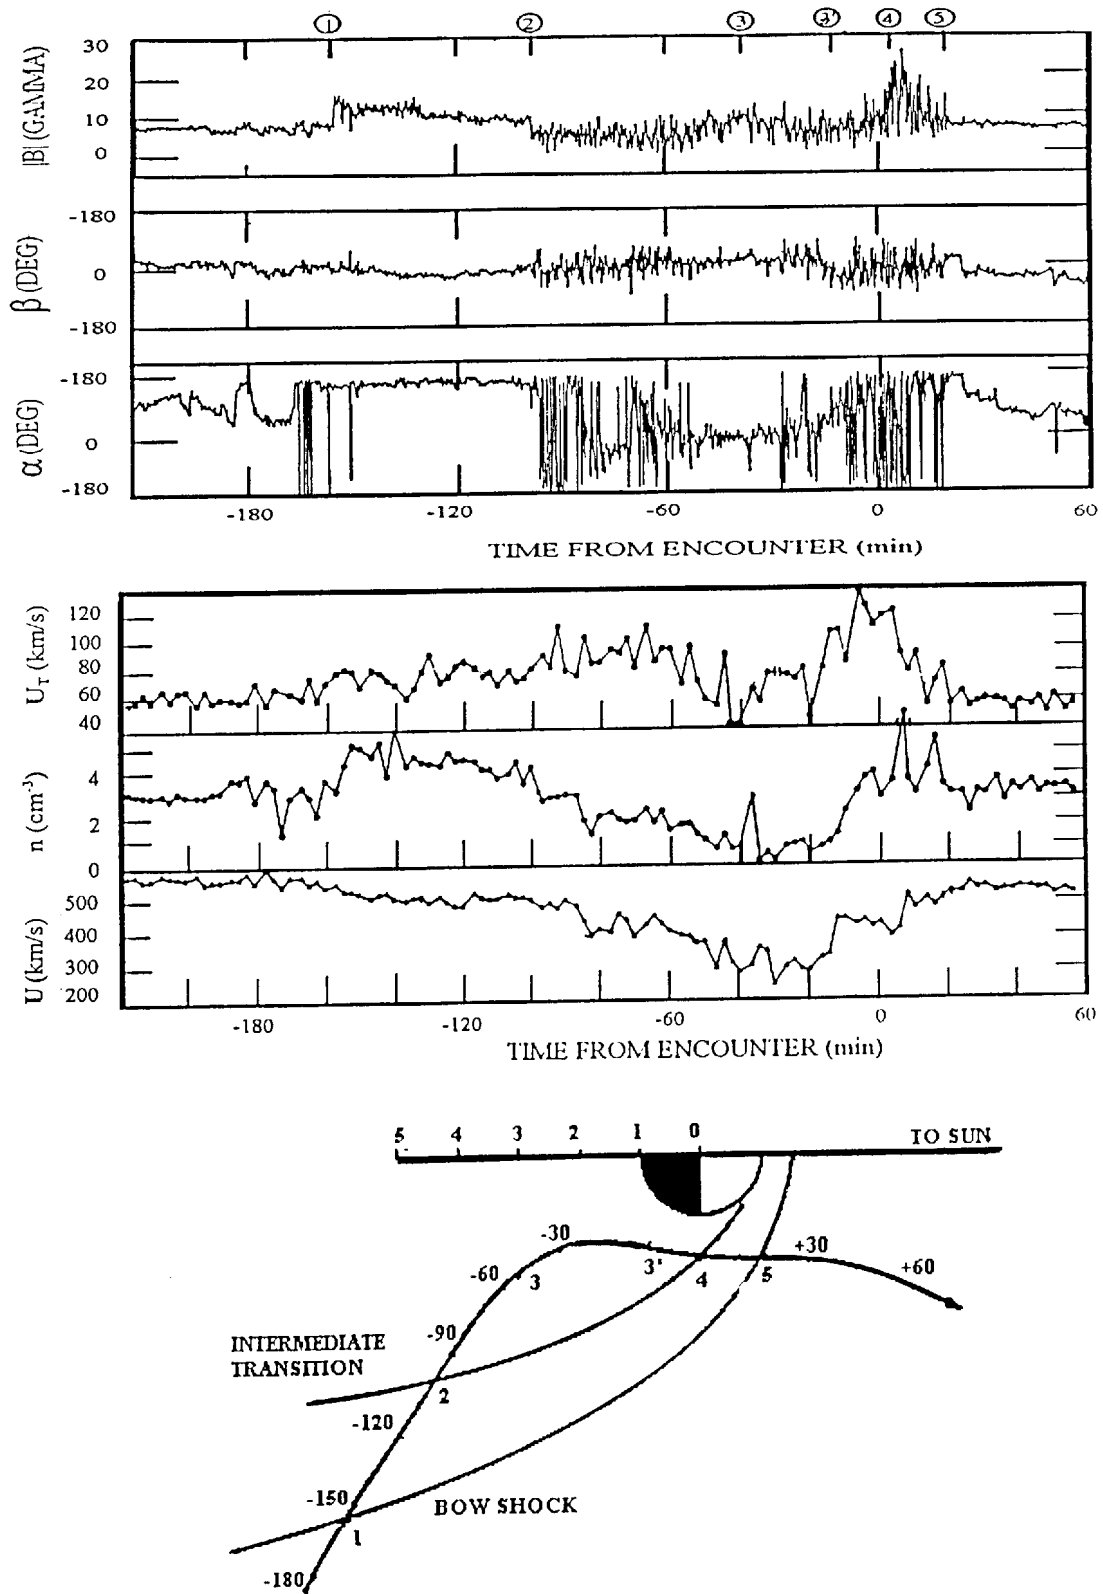 ① ② ③ 3' ④ ⑤
|B| (GAMMA)
30
20
10
0
β (DEG)
-180
0
-180
α (DEG)
-180
0
-180
-180 -120 -60 0 60
TIME FROM ENCOUNTER (min)
U_T (km/s)
120
100
80
60
40
n (cm⁻³)
4
2
0
U (km/s)
500
400
300
200
-180 -120 -60 0 60
TIME FROM ENCOUNTER (min)
5 4 3 2 1 0 TO SUN
-30 +30
3' 4 5
-60 3 +60
-90
INTERMEDIATE
TRANSITION
2
-120
-150 BOW SHOCK
1
-180